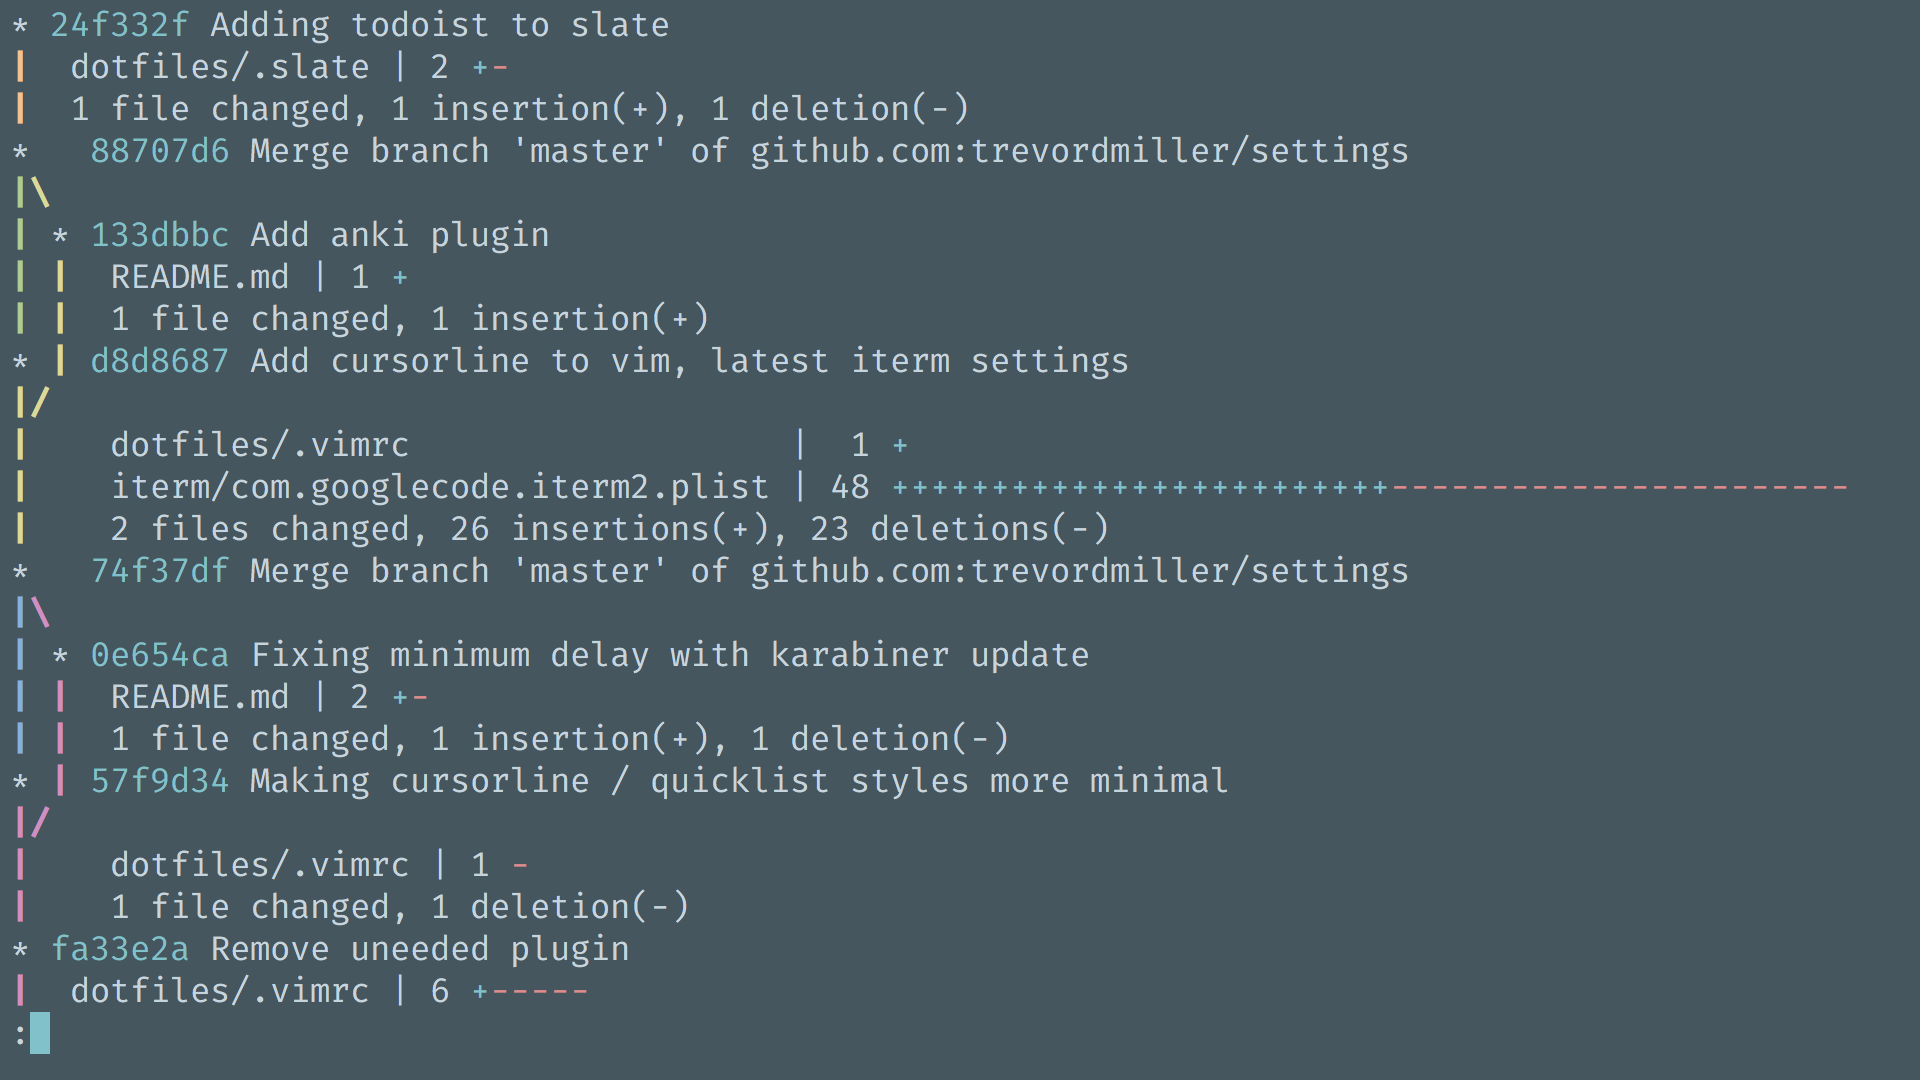 * 24f332f Adding todoist to slate
|  dotfiles/.slate | 2 +-
|  1 file changed, 1 insertion(+), 1 deletion(-)
*   88707d6 Merge branch 'master' of github.com:trevordmiller/settings
|\
| * 133dbbc Add anki plugin
| |  README.md | 1 +
| |  1 file changed, 1 insertion(+)
* | d8d8687 Add cursorline to vim, latest iterm settings
|/
|    dotfiles/.vimrc                   |  1 +
|    iterm/com.googlecode.iterm2.plist | 48 +++++++++++++++++++++++++-----------------------
|    2 files changed, 26 insertions(+), 23 deletions(-)
*   74f37df Merge branch 'master' of github.com:trevordmiller/settings
|\
| * 0e654ca Fixing minimum delay with karabiner update
| |  README.md | 2 +-
| |  1 file changed, 1 insertion(+), 1 deletion(-)
* | 57f9d34 Making cursorline / quicklist styles more minimal
|/
|    dotfiles/.vimrc | 1 -
|    1 file changed, 1 deletion(-)
* fa33e2a Remove uneeded plugin
|  dotfiles/.vimrc | 6 +-----
: